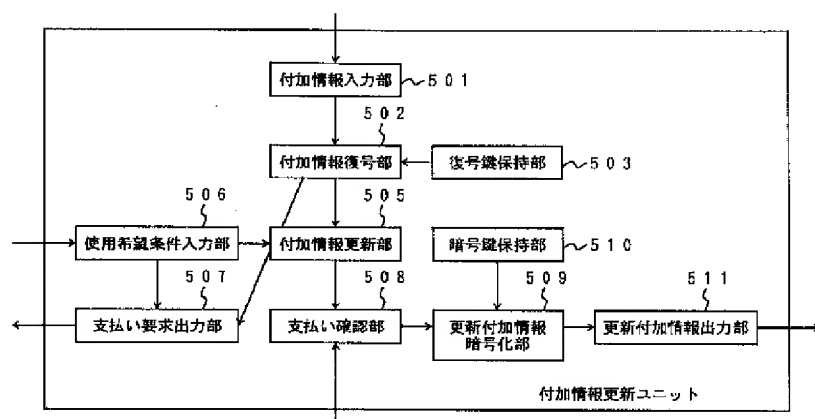 付加情報入力部
501
502
付加情報復号部
復号鍵保持部
503
506
505
使用希望条件入力部
付加情報更新部
暗号鍵保持部
510
507
508
509
511
支払い要求出力部
支払い確認部
更新付加情報
暗号化部
更新付加情報出力部
付加情報更新ユニット